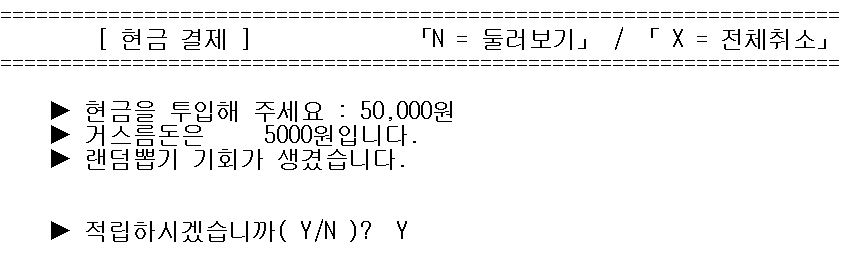 ================================================================================
[ 현금 결제 ] 「N = 둘러보기」 / 「 X = 전체취소」
================================================================================
▶ 현금을 투입해 주세요 : 50,000원
▶ 거스름돈은 5000원입니다.
▶ 랜덤뽑기 기회가 생겼습니다.
▶ 적립하시겠습니까( Y/N )? Y